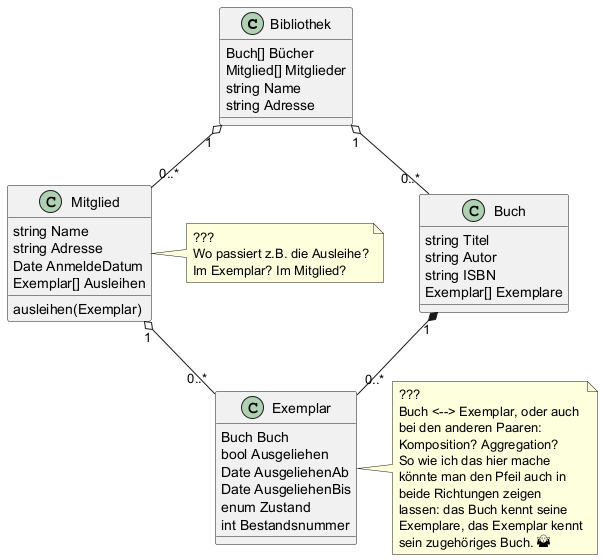 C Bibliothek
Buch[] Bücher
Mitglied[] Mitglieder
string Name
string Adresse
1
1
0..*
0..*
C Mitglied
string Name
string Adresse
Date AnmeldeDatum
Exemplar[] Ausleihen
ausleihen(Exemplar)
???
Wo passiert z.B. die Ausleihe?
Im Exemplar? Im Mitglied?
C Buch
string Titel
string Autor
string ISBN
Exemplar[] Exemplare
1
1
0..*
0..*
C Exemplar
Buch Buch
bool Ausgeliehen
Date AusgeliehenAb
Date AusgeliehenBis
enum Zustand
int Bestandsnummer
???
Buch <--> Exemplar, oder auch
bei den anderen Paaren:
Komposition? Aggregation?
So wie ich das hier mache
könnte man den Pfeil auch in
beide Richtungen zeigen
lassen: das Buch kennt seine
Exemplare, das Exemplar kennt
sein zugehöriges Buch.